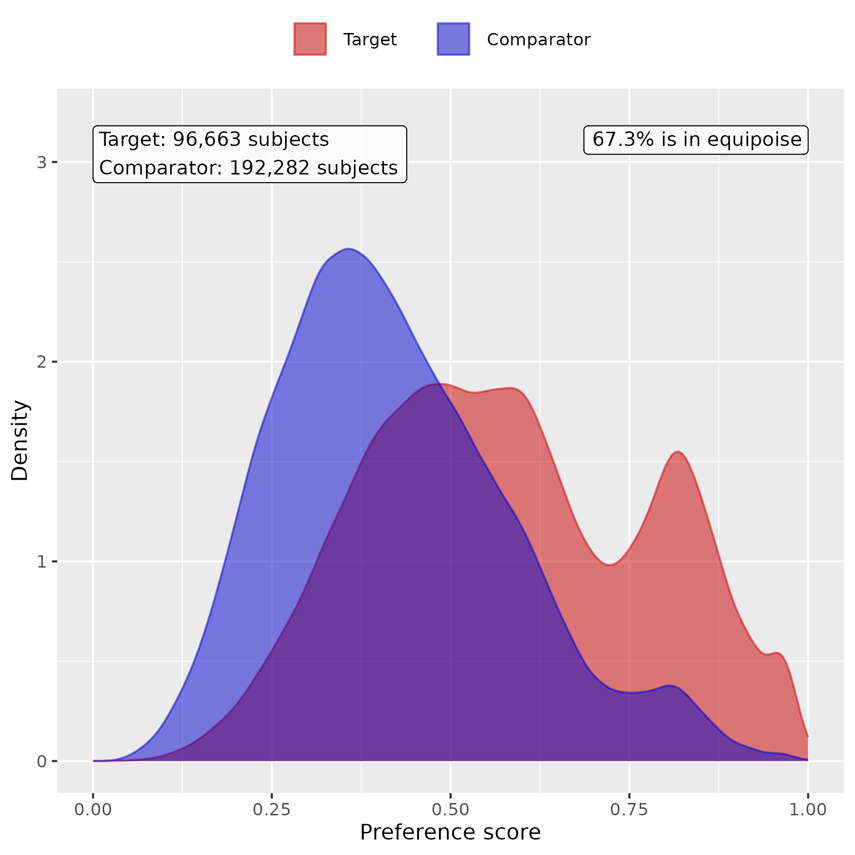 Target Comparator
Target: 96,663 subjects
Comparator: 192,282 subjects
67.3% is in equipoise
3
2
1
0
Density
0.00 0.25 0.50 0.75 1.00
Preference score